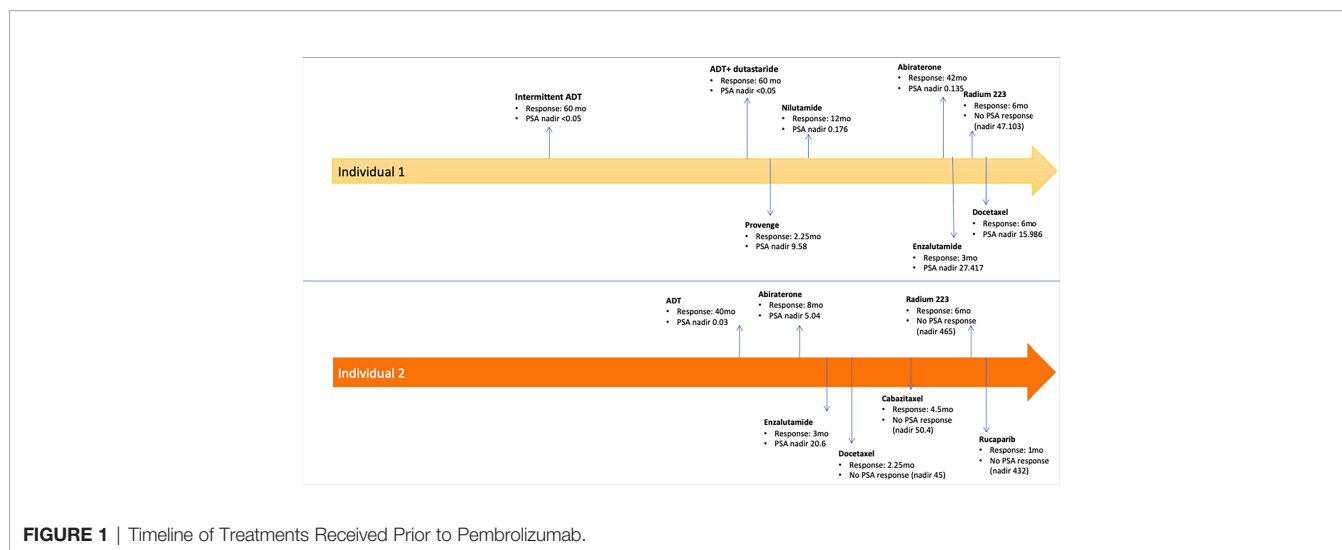 Intermittent ADT
• Response: 60 mo
• PSA nadir <0.05
ADT+ dutastaride
• Response: 60 mo
• PSA nadir <0.05
Nilutamide
• Response: 12mo
• PSA nadir 0.176
Abiraterone
• Response: 42mo
• PSA nadir 0.135
Radium 223
• Response: 6mo
• No PSA response
(nadir 47.103)
Individual 1
Provenge
• Response: 2.25mo
• PSA nadir 9.58
Enzalutamide
• Response: 3mo
• PSA nadir 27.417
Docetaxel
• Response: 6mo
• PSA nadir 15.986
ADT
• Response: 40mo
• PSA nadir 0.03
Abiraterone
• Response: 8mo
• PSA nadir 5.04
Radium 223
• Response: 6mo
• No PSA response
(nadir 465)
Individual 2
Enzalutamide
• Response: 3mo
• PSA nadir 20.6
Docetaxel
• Response: 2.25mo
• No PSA response (nadir 45)
Cabazitaxel
• Response: 4.5mo
• No PSA response
(nadir 50.4)
Rucaparib
• Response: 1mo
• No PSA response
(nadir 432)
FIGURE 1 | Timeline of Treatments Received Prior to Pembrolizumab.